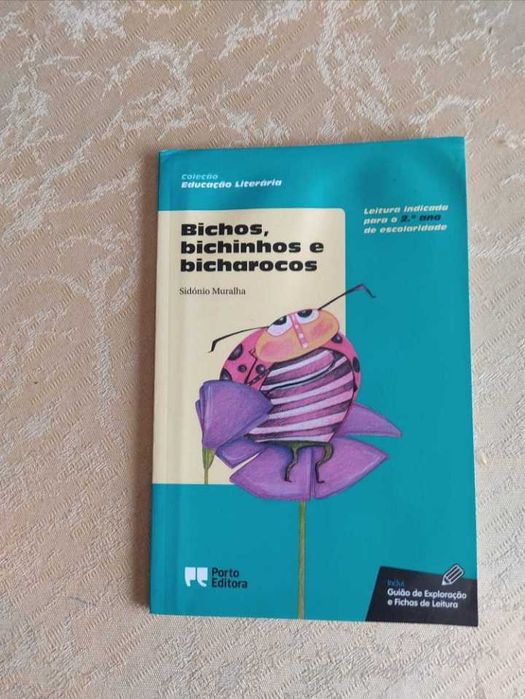 Coleção
Educação Literária
Leitura indicada
para o 2.º ano
de escolaridade
Bichos,
bichinhos e
bicharocos
Sidónio Muralha
Porto
Editora
Inclui
Guião de Exploração
e Fichas de Leitura